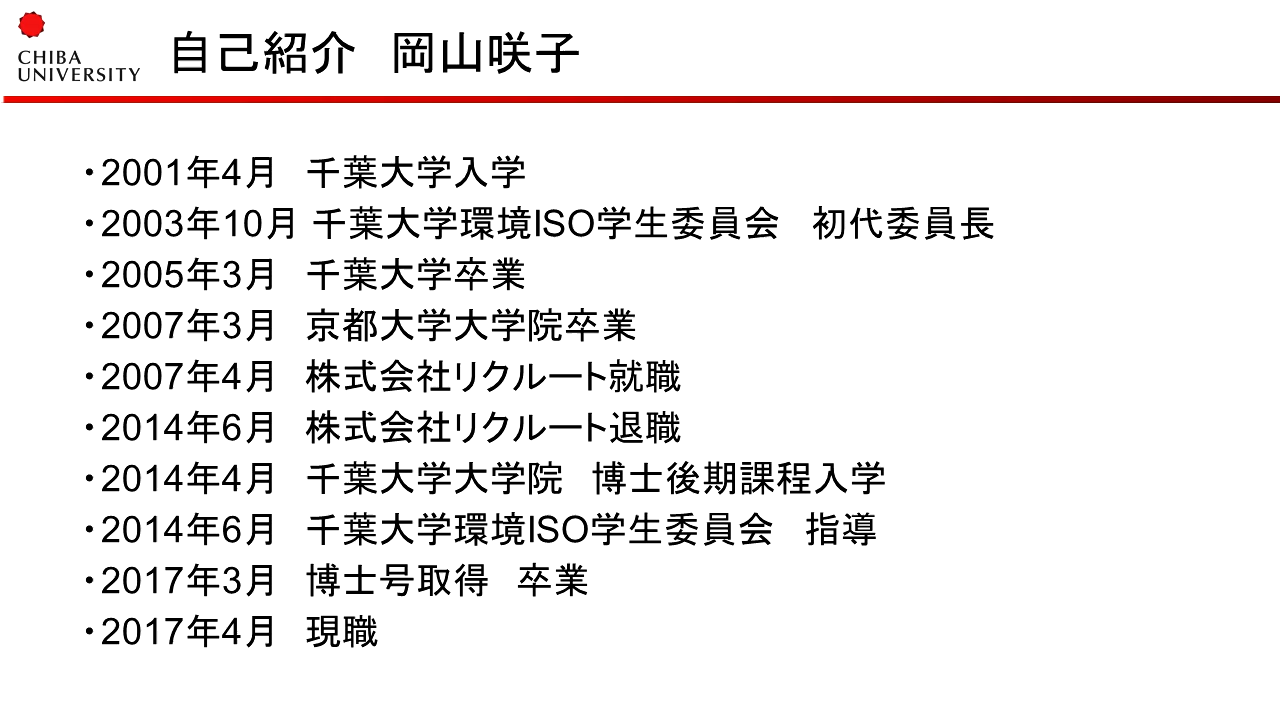 CHIBA
UNIVERSITY
自己紹介　岡山咲子
・2001年4月　千葉大学入学
・2003年10月 千葉大学環境ISO学生委員会　初代委員長
・2005年3月　千葉大学卒業
・2007年3月　京都大学大学院卒業
・2007年4月　株式会社リクルート就職
・2014年6月　株式会社リクルート退職
・2014年4月　千葉大学大学院　博士後期課程入学
・2014年6月　千葉大学環境ISO学生委員会　指導
・2017年3月　博士号取得　卒業
・2017年4月　現職